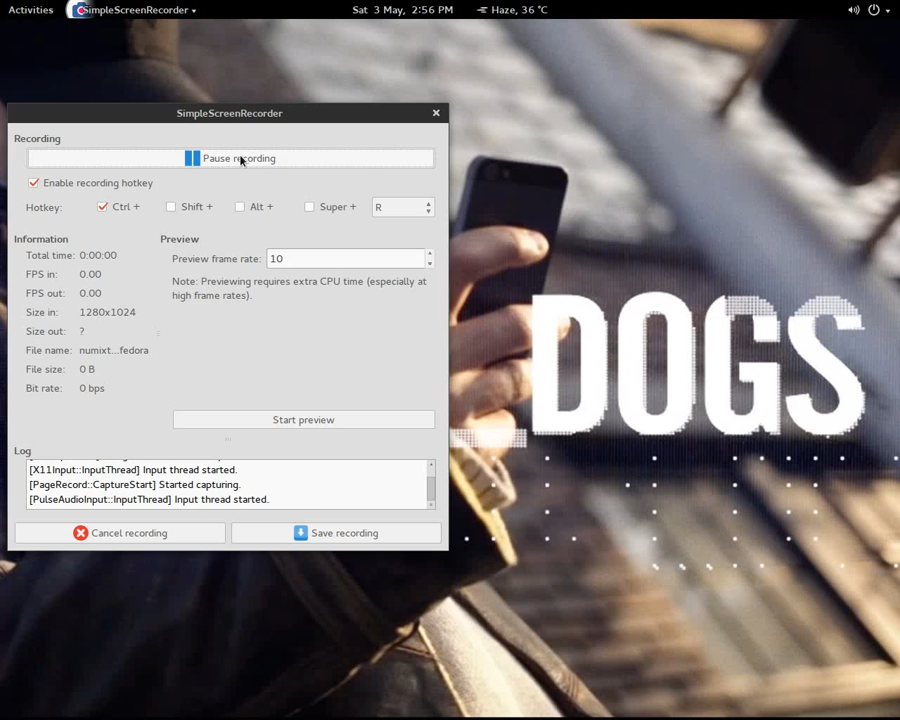 Activities
SimpleScreenRecorder
Sat 3 May, 2:56 PM
Haze, 36 °C
SimpleScreenRecorder
Recording
Pause recording
Enable recording hotkey
Hotkey: Ctrl + Shift + Alt + Super + R
Information
Total time: 0:00:00
FPS in: 0.00
FPS out: 0.00
Size in: 1280x1024
Size out: ?
File name: numixt...fedora
File size: 0 B
Bit rate: 0 bps
Preview
Preview frame rate: 10
Note: Previewing requires extra CPU time (especially at
high frame rates).
Start preview
Log
[X11Input::InputThread] Input thread started.
[PageRecord::CaptureStart] Started capturing.
[PulseAudioInput::InputThread] Input thread started.
Cancel recording
Save recording
DOGS